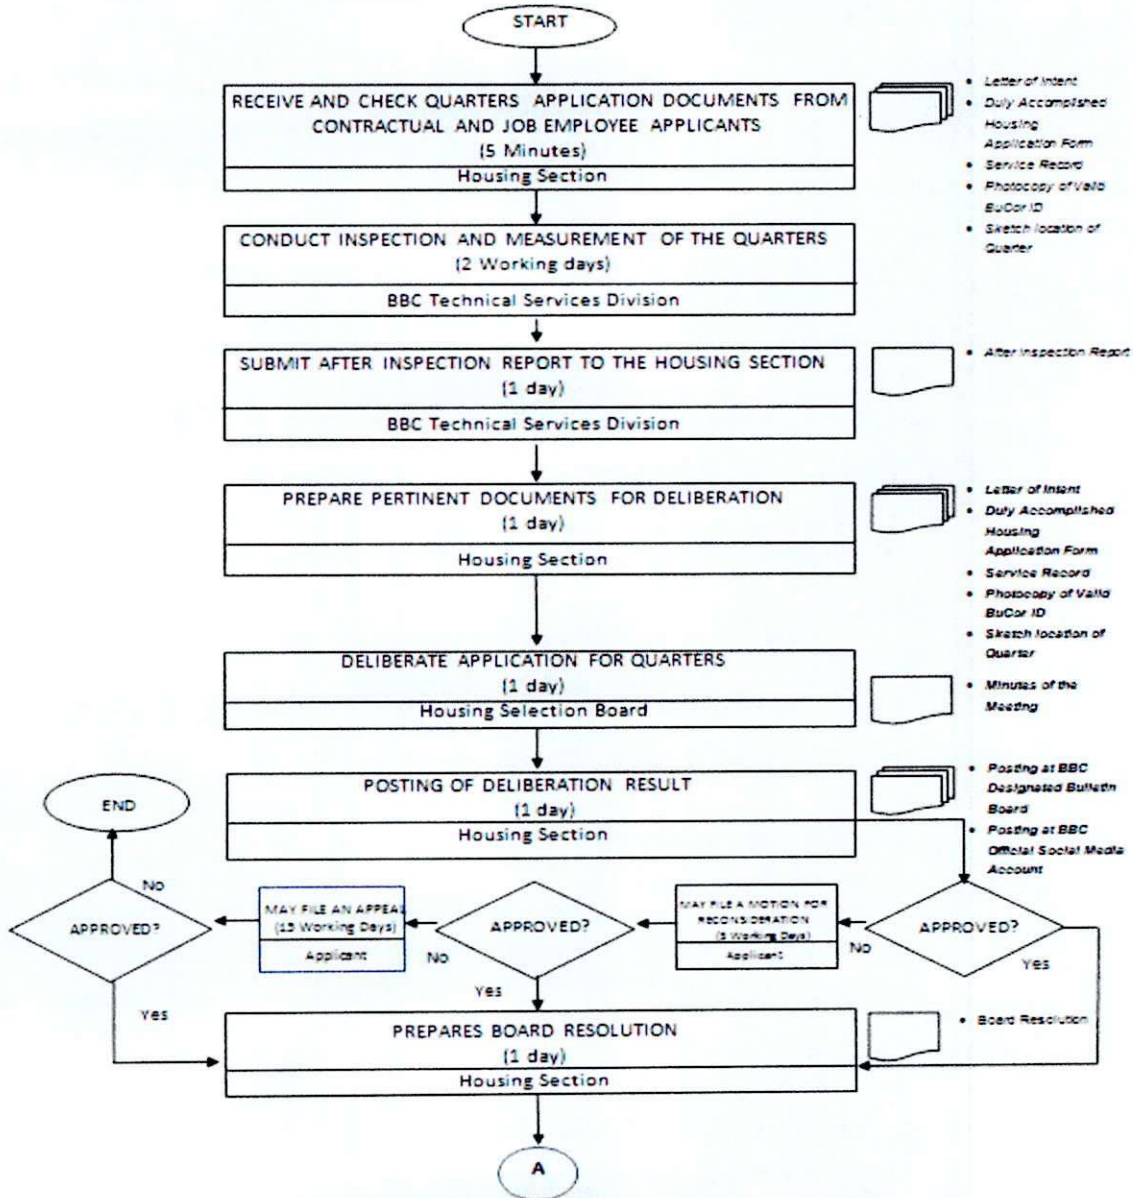 START
RECEIVE AND CHECK QUARTERS APPLICATION DOCUMENTS FROM
CONTRACTUAL AND JOB EMPLOYEE APPLICANTS
(5 Minutes)
Housing Section
• Letter of Intent
• Duly Accomplished
Housing
Application Form
• Service Record
• Photocopy of Valid
BuCor ID
• Sketch location of
Quarter
CONDUCT INSPECTION AND MEASUREMENT OF THE QUARTERS
(2 Working days)
BBC Technical Services Division
SUBMIT AFTER INSPECTION REPORT TO THE HOUSING SECTION
(1 day)
BBC Technical Services Division
• After Inspection Report
PREPARE PERTINENT DOCUMENTS FOR DELIBERATION
(1 day)
Housing Section
• Letter of Intent
• Duly Accomplished
Housing
Application Form
• Service Record
• Photocopy of Valid
BuCor ID
• Sketch location of
Quarter
DELIBERATE APPLICATION FOR QUARTERS
(1 day)
Housing Selection Board
• Minutes of the
Meeting
POSTING OF DELIBERATION RESULT
(1 day)
Housing Section
• Posting at BBC
Designated Bulletin
Board
• Posting at BBC
Official Social Media
Account
END
No
APPROVED?
Yes
MAY FILE AN APPEAL
(15 Working Days)
Applicant
No
APPROVED?
Yes
MAY FILE A MOTION FOR
RECONSIDERATION
(5 Working Days)
Applicant
No
APPROVED?
Yes
PREPARES BOARD RESOLUTION
(1 day)
Housing Section
• Board Resolution
A